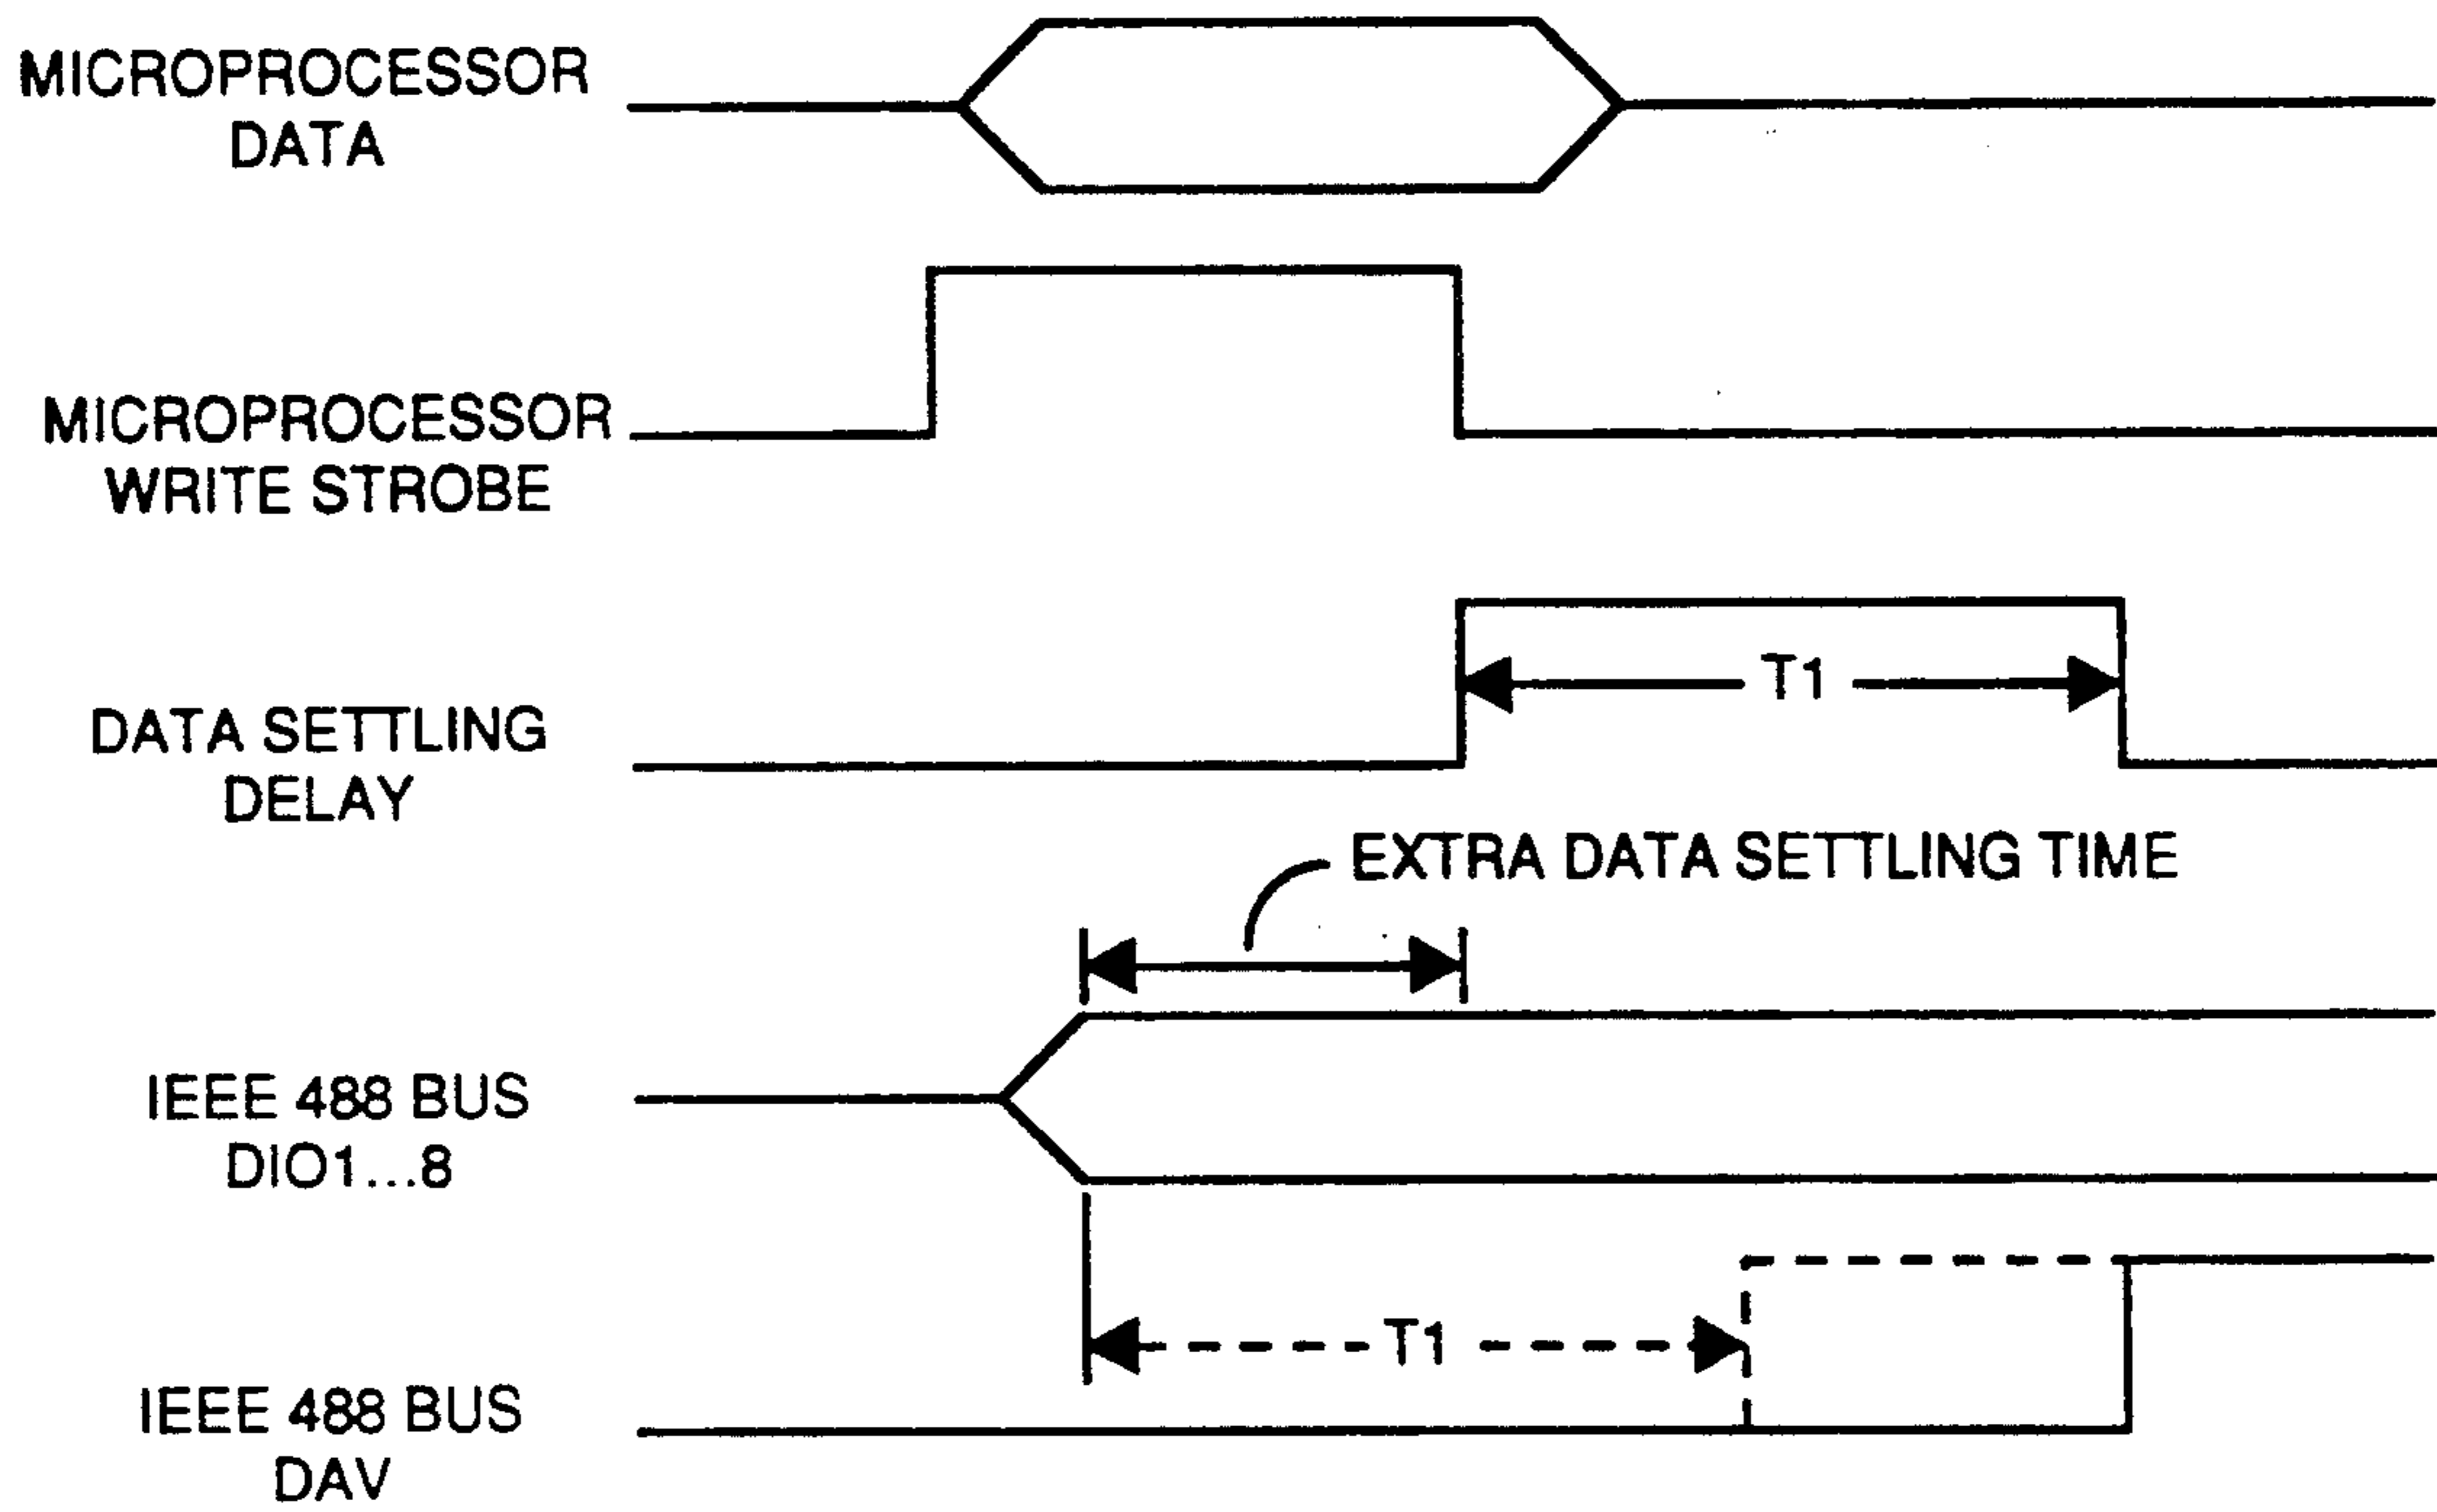 MICROPROCESSOR
DATA
MICROPROCESSOR
WRITE STROBE
T1
DATA SETTLING
DELAY
EXTRA DATA SETTLING TIME
IEEE 488 BUS
DIO1...8
T1
IEEE 488 BUS
DAV